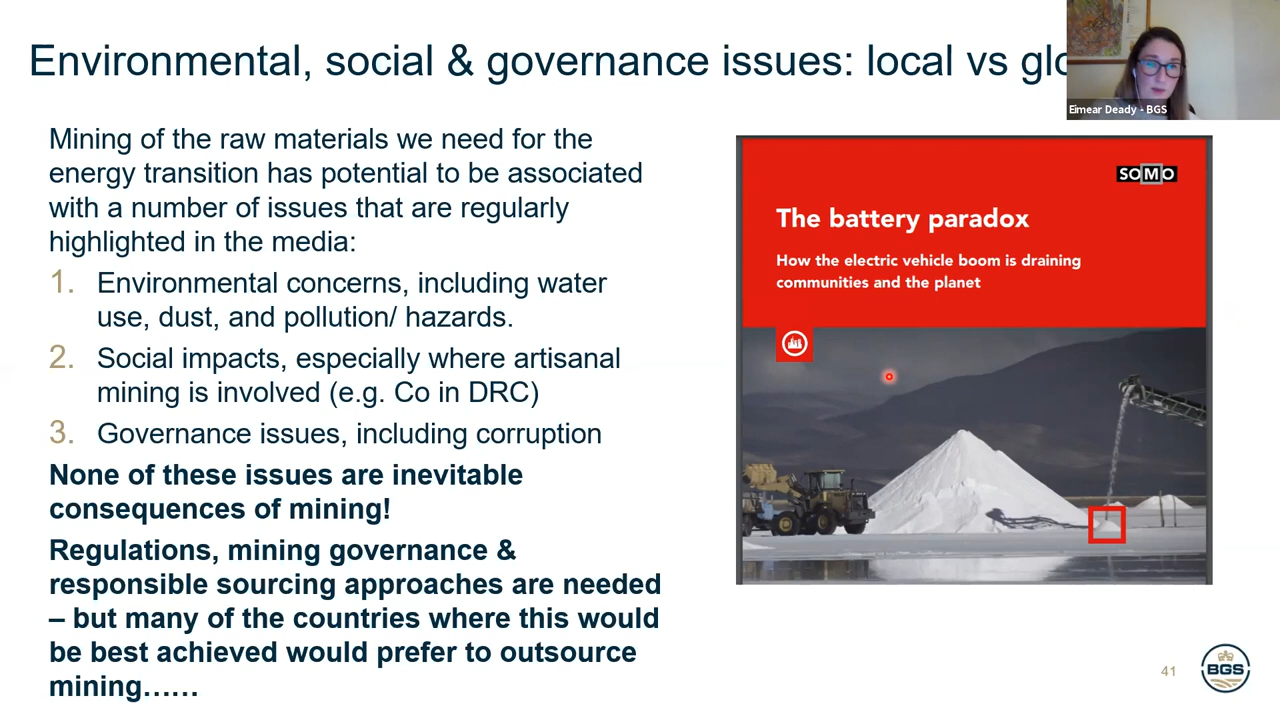 Environmental, social & governance issues: local vs glo
Eimear Deady - BGS
Mining of the raw materials we need for the
energy transition has potential to be associated
with a number of issues that are regularly
highlighted in the media:
1. Environmental concerns, including water
use, dust, and pollution/ hazards.
2. Social impacts, especially where artisanal
mining is involved (e.g. Co in DRC)
3. Governance issues, including corruption
None of these issues are inevitable
consequences of mining!
Regulations, mining governance &
responsible sourcing approaches are needed
– but many of the countries where this would
be best achieved would prefer to outsource
mining……
SOMO
The battery paradox
How the electric vehicle boom is draining
communities and the planet
41
BGS